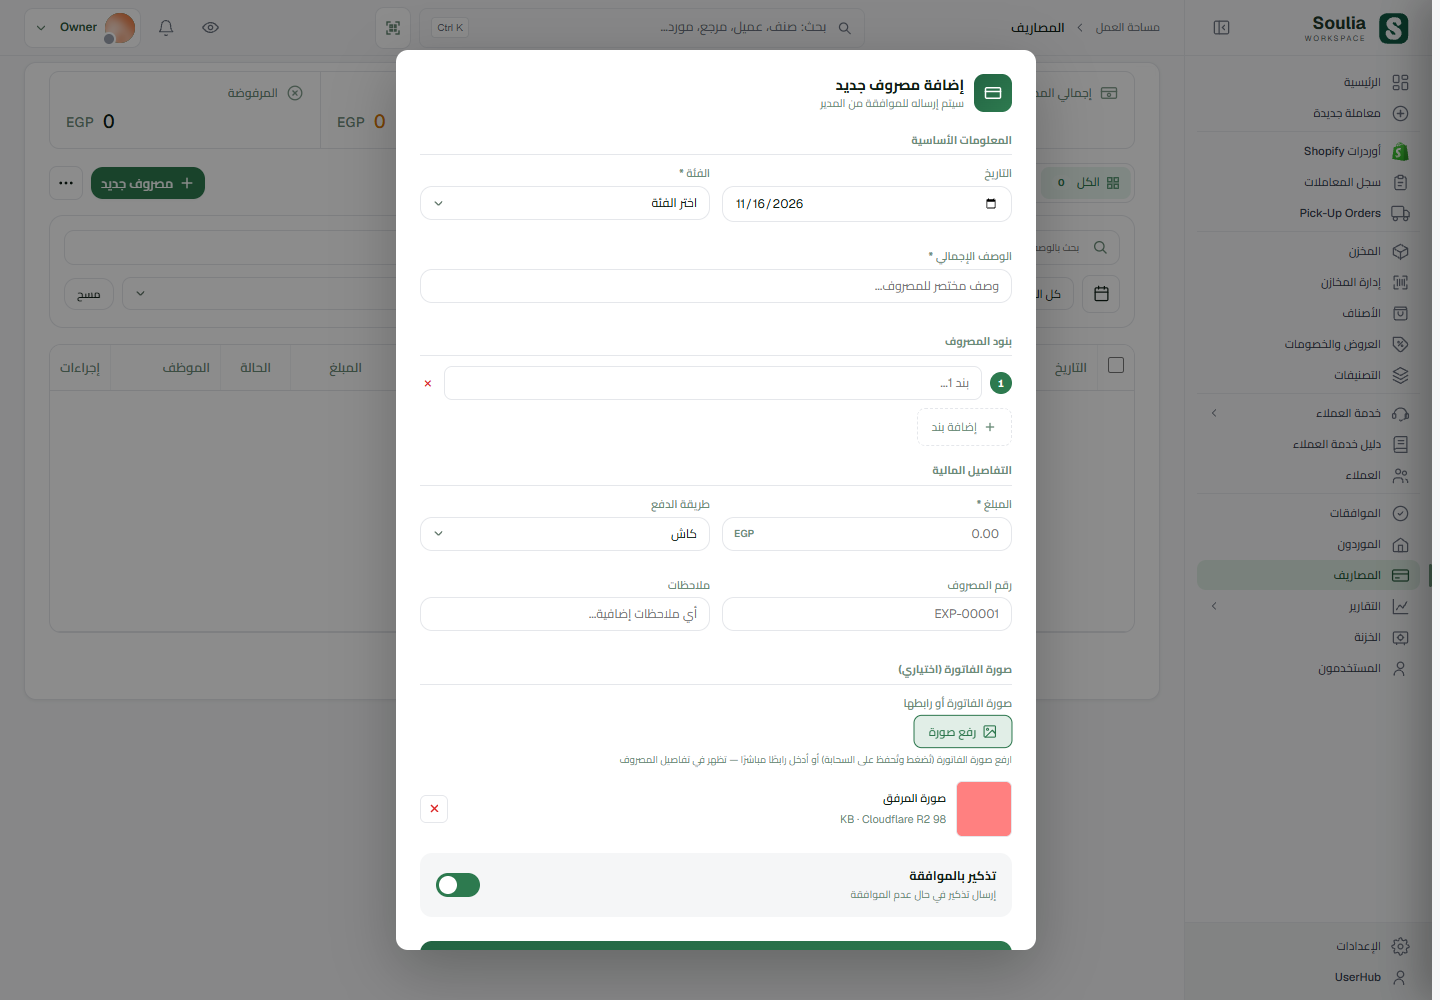 Soulia
WORKSPACE
مساحة العمل
المصاريف
بحث: صنف، عميل، مرجع، مورد...
Ctrl K
Owner
الرئيسية
معاملة جديدة
أوردرات Shopify
سجل المعاملات
Pick-Up Orders
المخزن
إدارة المخازن
الأصناف
العروض والخصومات
التصنيفات
خدمة العملاء
دليل خدمة العملاء
العملاء
الموافقات
الموردون
المصاريف
التقارير
الخزنة
المستخدمون
الإعدادات
UserHub
إجمالي
0 EGP
المرفوضة
0 EGP
الكل 0
مصروف جديد
بحث
كل
مسح
التاريخ
المبلغ
الحالة
الموظف
إجراءات
إضافة مصروف جديد
سيتم إرساله للموافقة من المدير
المعلومات الأساسية
التاريخ
الفئة *
11/16/2026
اختر الفئة
الوصف الإجمالي *
وصف مختصر للمصروف...
بنود المصروف
1
بند 1...
إضافة بند
التفاصيل المالية
المبلغ *
طريقة الدفع
0.00
EGP
كاش
رقم المصروف
ملاحظات
EXP-00001
أي ملاحظات إضافية...
صورة الفاتورة (اختياري)
صورة الفاتورة أو رابطها
رفع صورة
ارفع صورة الفاتورة (تُضغط وتُحفظ على السحابة) أو أدخل رابطًا مباشرًا — تظهر في تفاصيل المصروف
صورة المرفق
98 KB · Cloudflare R2
تذكير بالموافقة
إرسال تذكير في حال عدم الموافقة